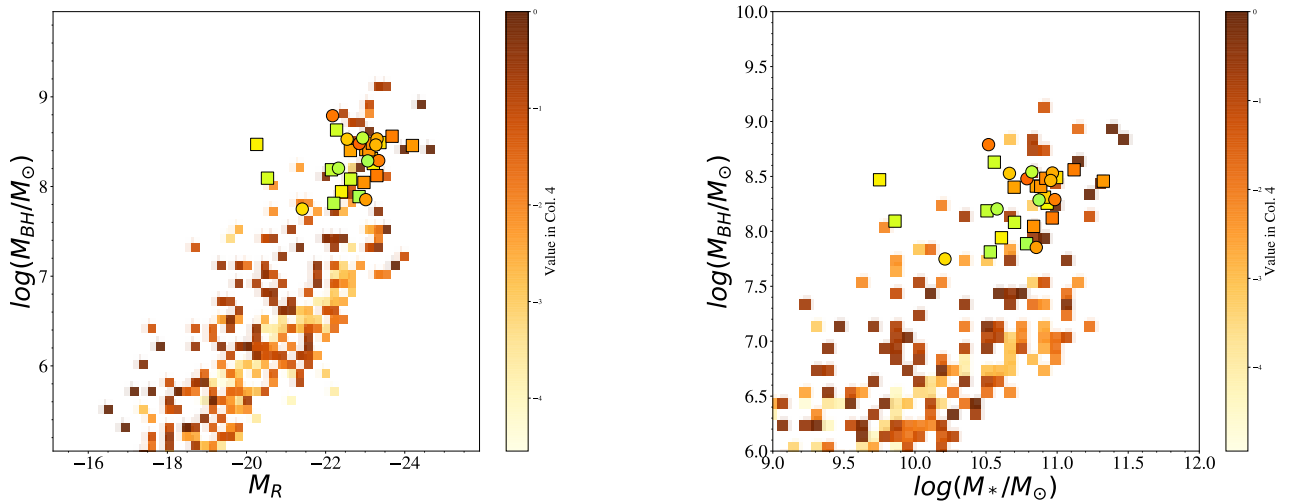 9
8
7
6
log(M_BH/M_⊙)
−16 −18 −20 −22 −24
M_R
0
−1
−2
−3
−4
Value in Col. 4
10.0
9.5
9.0
8.5
8.0
7.5
7.0
6.5
6.0
log(M_BH/M_⊙)
9.0 9.5 10.0 10.5 11.0 11.5 12.0
log(M_*/M_⊙)
0
−1
−2
−3
−4
Value in Col. 4